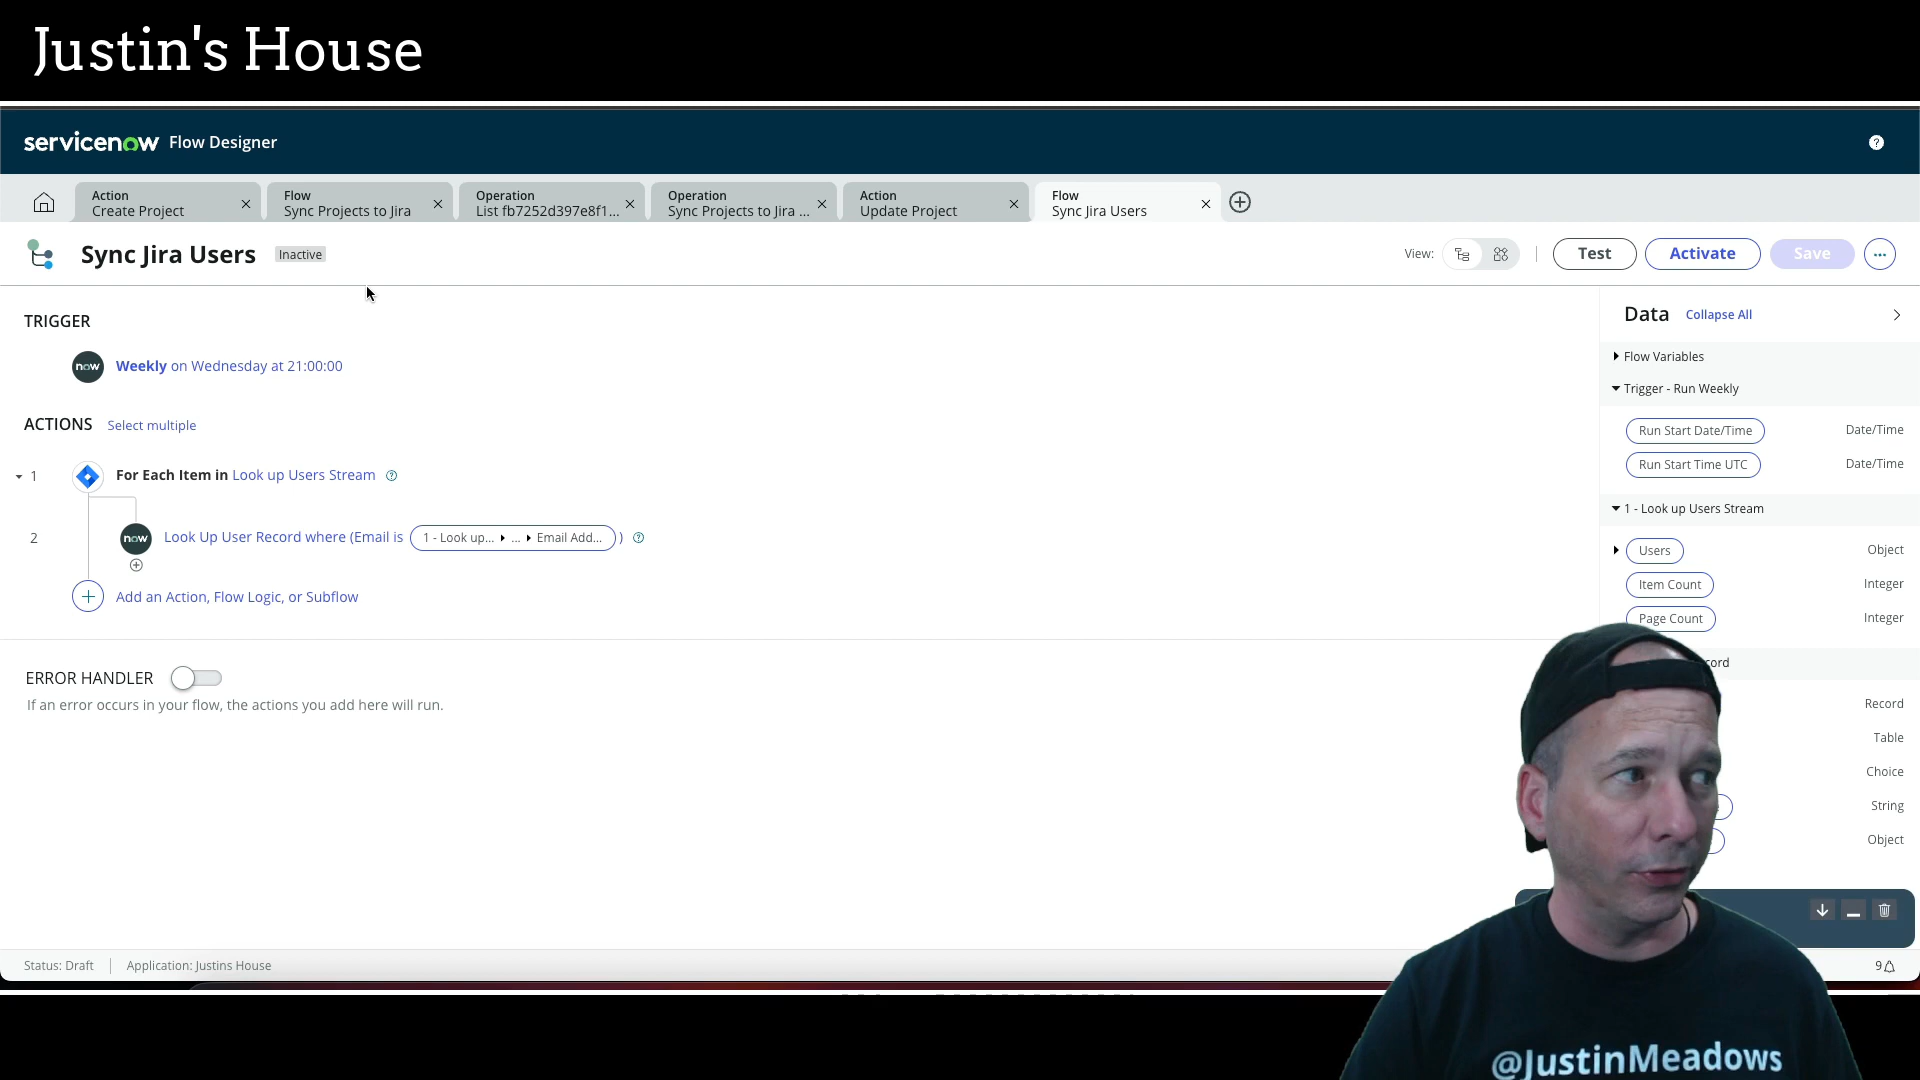 Justin's House
servicenow Flow Designer
?
Action
Create Project
Flow
Sync Projects to Jira
Operation
List fb7252d397e8f1...
Operation
Sync Projects to Jira ...
Action
Update Project
Flow
Sync Jira Users
Sync Jira Users Inactive
View: Test Activate Save ...
TRIGGER
now Weekly on Wednesday at 21:00:00
ACTIONS Select multiple
1 For Each Item in Look up Users Stream ?
2 now Look Up User Record where (Email is 1 - Look up... ... Email Add... ) ?
Add an Action, Flow Logic, or Subflow
ERROR HANDLER
If an error occurs in your flow, the actions you add here will run.
Data Collapse All
Flow Variables
Trigger - Run Weekly
Run Start Date/Time Date/Time
Run Start Time UTC Date/Time
1 - Look up Users Stream
Users Object
Item Count Integer
Page Count Integer
cord
Record
Table
Choice
String
Object
Status: Draft Application: Justins House
9
@JustinMeadows